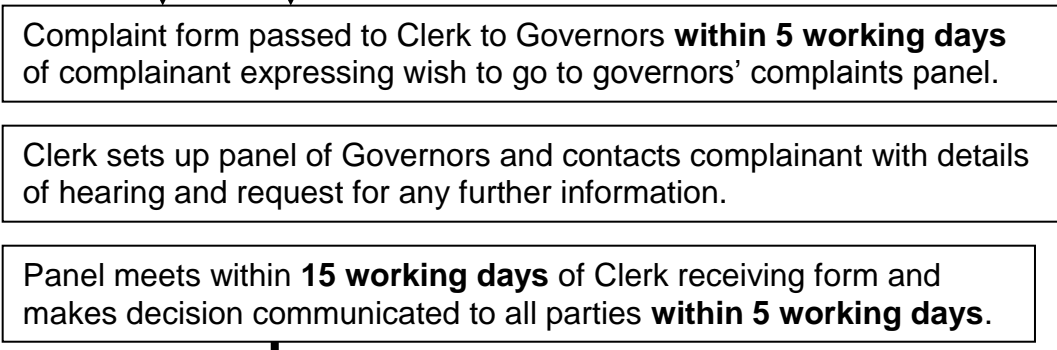 Complaint form passed to Clerk to Governors within 5 working days
of complainant expressing wish to go to governors’ complaints panel.
Clerk sets up panel of Governors and contacts complainant with details
of hearing and request for any further information.
Panel meets within 15 working days of Clerk receiving form and
makes decision communicated to all parties within 5 working days.